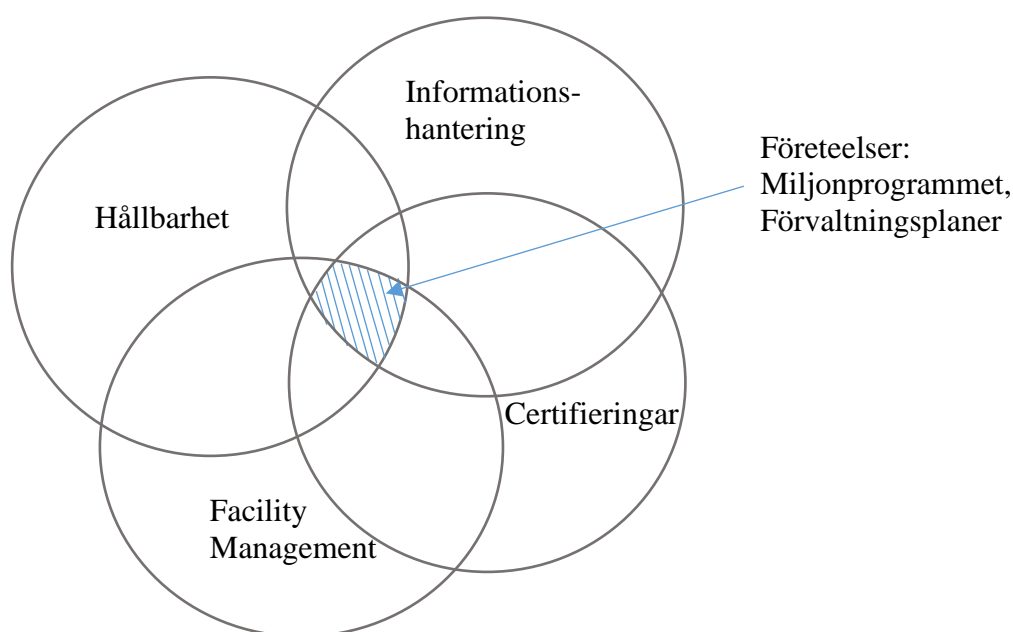 Informations-
hantering
Företeelser:
Miljonprogrammet,
Förvaltningsplaner
Hållbarhet
Certifieringar
Facility
Management